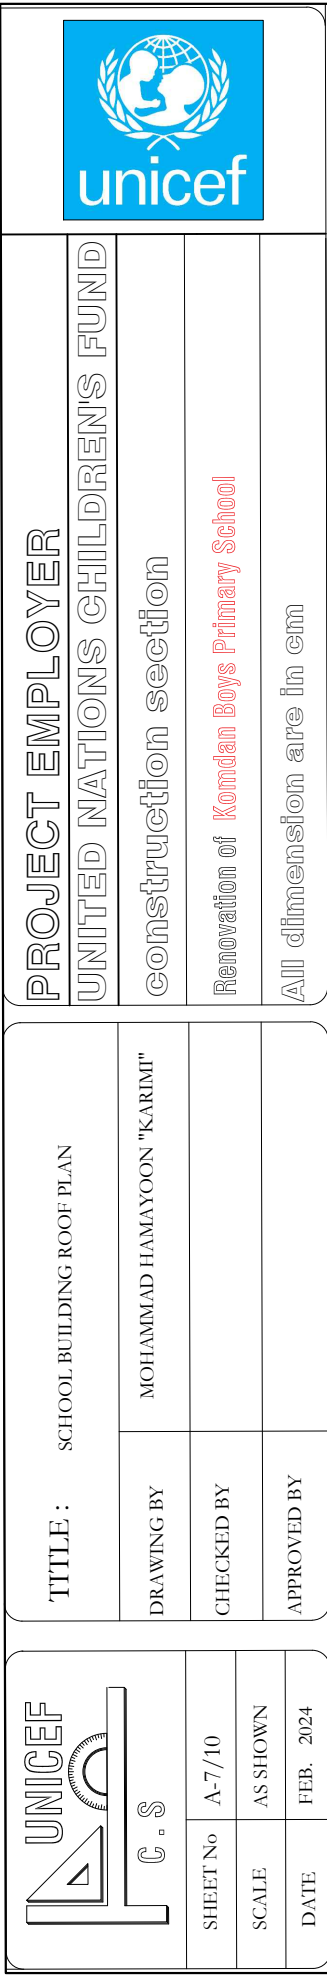 unicef
PROJECT EMPLOYER
UNITED NATIONS CHILDREN'S FUND
construction section
Renovation of Komdan Boys Primary School
All dimension are in cm
TITLE : SCHOOL BUILDING ROOF PLAN
DRAWING BY MOHAMMAD HAMAYOON "KARIMI"
CHECKED BY
APPROVED BY
UNICEF
C . S
SHEET No A-7/10
SCALE AS SHOWN
DATE FEB. 2024